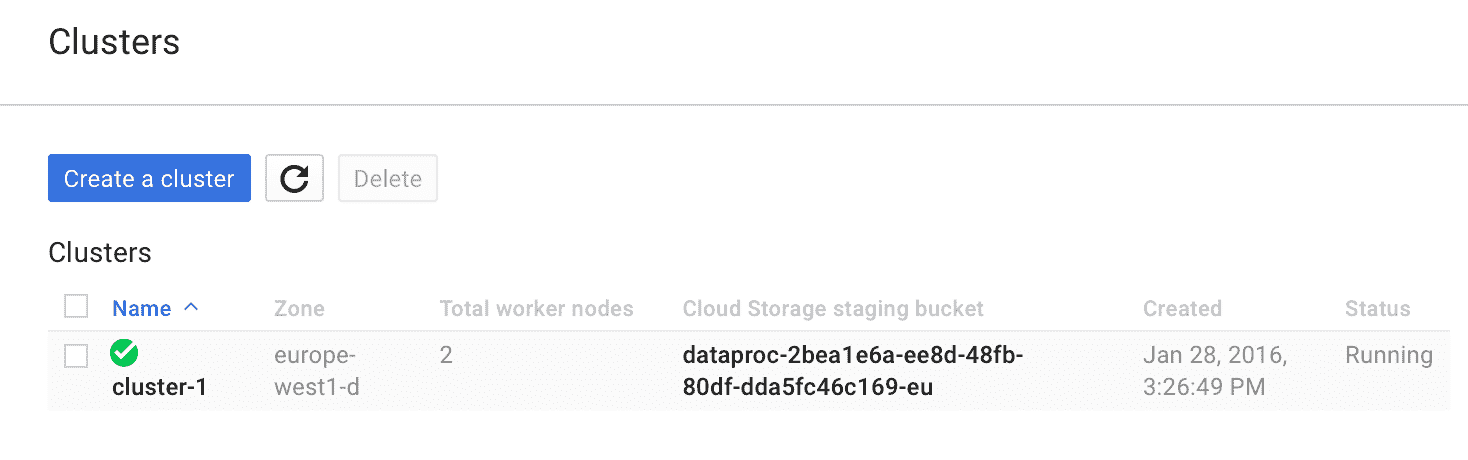 Clusters
Create a cluster Delete
Clusters
Name Zone Total worker nodes Cloud Storage staging bucket Created Status
europe- 2 dataproc-2bea1e6a-ee8d-48fb- Jan 28, 2016, Running
cluster-1 west1-d 80df-dda5fc46c169-eu 3:26:49 PM